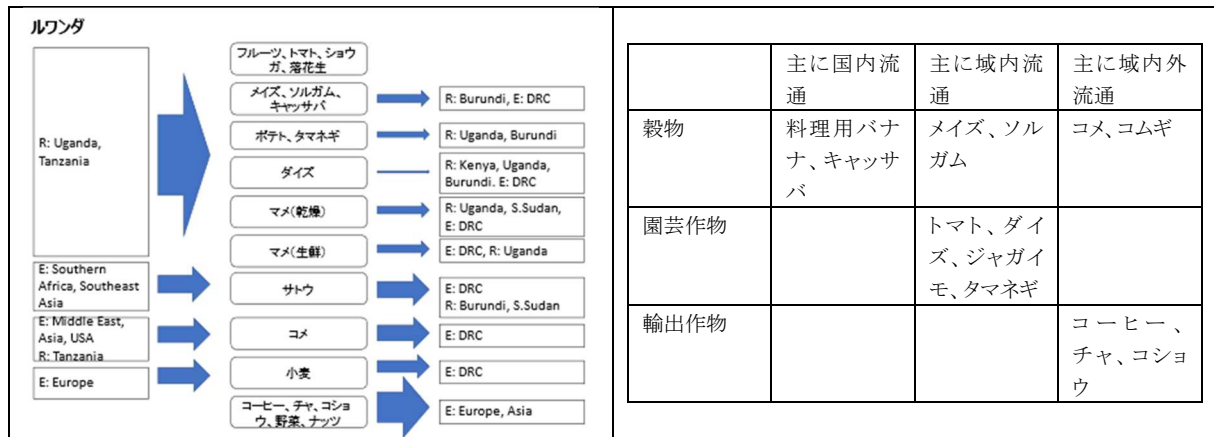 ルワンダ
R: Uganda,
Tanzania
E: Southern
Africa, Southeast
Asia
E: Middle East,
Asia, USA
R: Tanzania
E: Europe
フルーツ、トマト、ショウ
ガ、落花生
メイズ、ソルガム、
キャッサバ
ポテト、タマネギ
ダイズ
マメ(乾燥)
マメ(生鮮)
サトウ
コメ
小麦
コーヒー、チャ、コショ
ウ、野菜、ナッツ
R: Burundi, E: DRC
R: Uganda, Burundi
R: Kenya, Uganda,
Burundi. E: DRC
R: Uganda, S.Sudan,
E: DRC
E: DRC, R: Uganda
E: DRC
R: Burundi, S.Sudan
E: DRC
E: DRC
E: Europe, Asia
主に国内流
通
主に域内流
通
主に域内外
流通
穀物
料理用バナ
ナ、キャッサ
バ
メイズ、ソル
ガム
コメ、コムギ
園芸作物
トマト、ダイ
ズ、ジャガイ
モ、タマネギ
輸出作物
コーヒー、
チャ、コショ
ウ